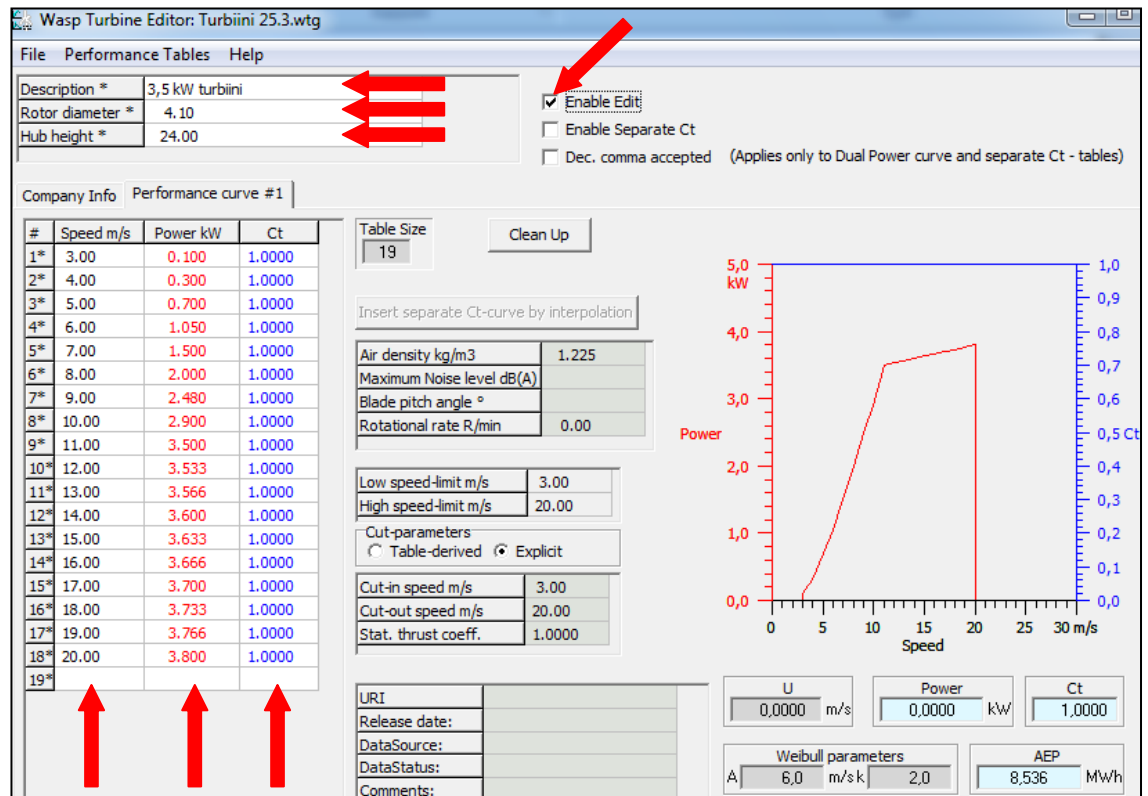 Wasp Turbine Editor: Turbiini 25.3.wtg
File Performance Tables Help
Description * 3,5 kW turbiini
Rotor diameter * 4.10
Hub height * 24.00
Enable Edit
Enable Separate Ct
Dec. comma accepted (Applies only to Dual Power curve and separate Ct - tables)
Company Info Performance curve #1
# Speed m/s Power kW Ct
1* 3.00 0.100 1.0000
2* 4.00 0.300 1.0000
3* 5.00 0.700 1.0000
4* 6.00 1.050 1.0000
5* 7.00 1.500 1.0000
6* 8.00 2.000 1.0000
7* 9.00 2.480 1.0000
8* 10.00 2.900 1.0000
9* 11.00 3.500 1.0000
10* 12.00 3.533 1.0000
11* 13.00 3.566 1.0000
12* 14.00 3.600 1.0000
13* 15.00 3.633 1.0000
14* 16.00 3.666 1.0000
15* 17.00 3.700 1.0000
16* 18.00 3.733 1.0000
17* 19.00 3.766 1.0000
18* 20.00 3.800 1.0000
19*
Table Size
19
Clean Up
Insert separate Ct-curve by interpolation
Air density kg/m3 1.225
Maximum Noise level dB(A)
Blade pitch angle °
Rotational rate R/min 0.00
Low speed-limit m/s 3.00
High speed-limit m/s 20.00
Cut-parameters
Table-derived Explicit
Cut-in speed m/s 3.00
Cut-out speed m/s 20.00
Stat. thrust coeff. 1.0000
URI
Release date:
DataSource:
DataStatus:
Comments:
5,0
kW
4,0
3,0
Power
2,0
1,0
0,0
1,0
0,9
0,8
0,7
0,6
0,5 Ct
0,4
0,3
0,2
0,1
0,0
0 5 10 15 20 25 30 m/s
Speed
U
0,0000 m/s
Power
0,0000 kW
Ct
1,0000
Weibull parameters
A 6,0 m/s k 2,0
AEP
8,536 MWh